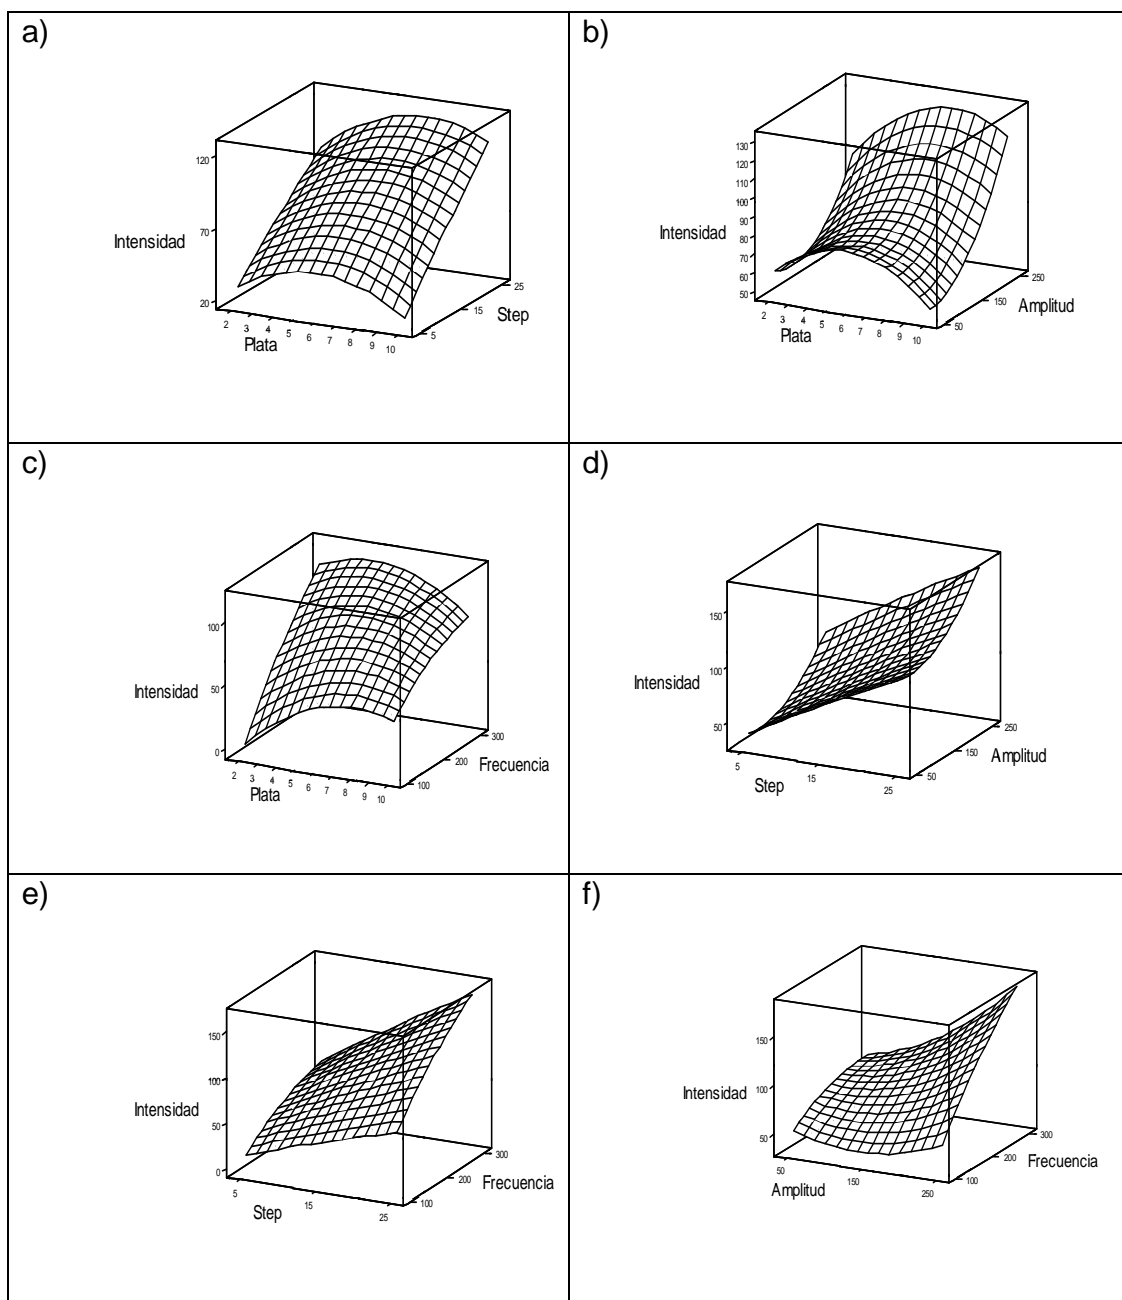 a)
120
70
20
Intensidad
2 3 4 5 6 7 8 9 10
Plata
5 15 25
Step
b)
130
120
110
100
90
80
70
60
50
Intensidad
2 3 4 5 6 7 8 9 10
Plata
50 150 250
Amplitud
c)
100
50
0
Intensidad
2 3 4 5 6 7 8 9 10
Plata
100 200 300
Frecuencia
d)
150
100
50
Intensidad
5 15 25
Step
50 150 250
Amplitud
e)
150
100
50
0
Intensidad
5 15 25
Step
100 200 300
Frecuencia
f)
150
100
50
Intensidad
50 150 250
Amplitud
100 200 300
Frecuencia